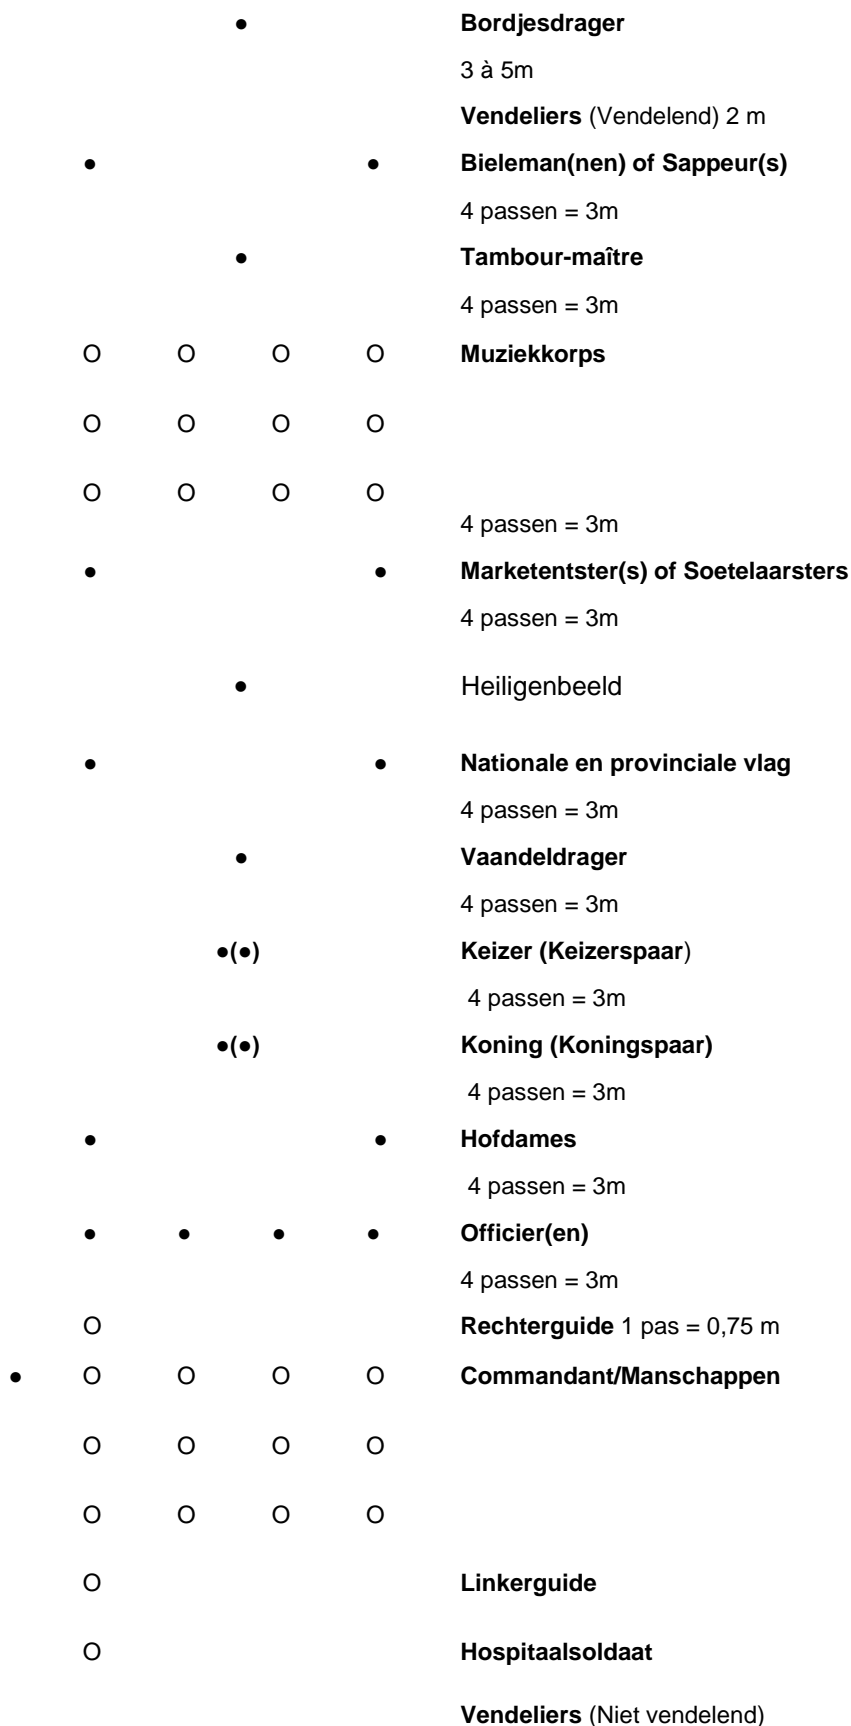 ● Bordjesdrager
3 à 5m
Vendeliers (Vendelend) 2 m
● ● Bieleman(nen) of Sappeur(s)
4 passen = 3m
● Tambour-maître
4 passen = 3m
O O O O Muziekkorps
O O O O
O O O O
4 passen = 3m
● ● Marketentster(s) of Soetelaarsters
4 passen = 3m
● Heiligenbeeld
● ● Nationale en provinciale vlag
4 passen = 3m
● Vaandeldrager
4 passen = 3m
●(●) Keizer (Keizerspaar)
4 passen = 3m
●(●) Koning (Koningspaar)
4 passen = 3m
● ● Hofdames
4 passen = 3m
● ● ● ● Officier(en)
4 passen = 3m
O Rechterguide 1 pas = 0,75 m
● O O O O Commandant/Manschappen
O O O O
O O O O
O Linkerguide
O Hospitaalsoldaat
Vendeliers (Niet vendelend)